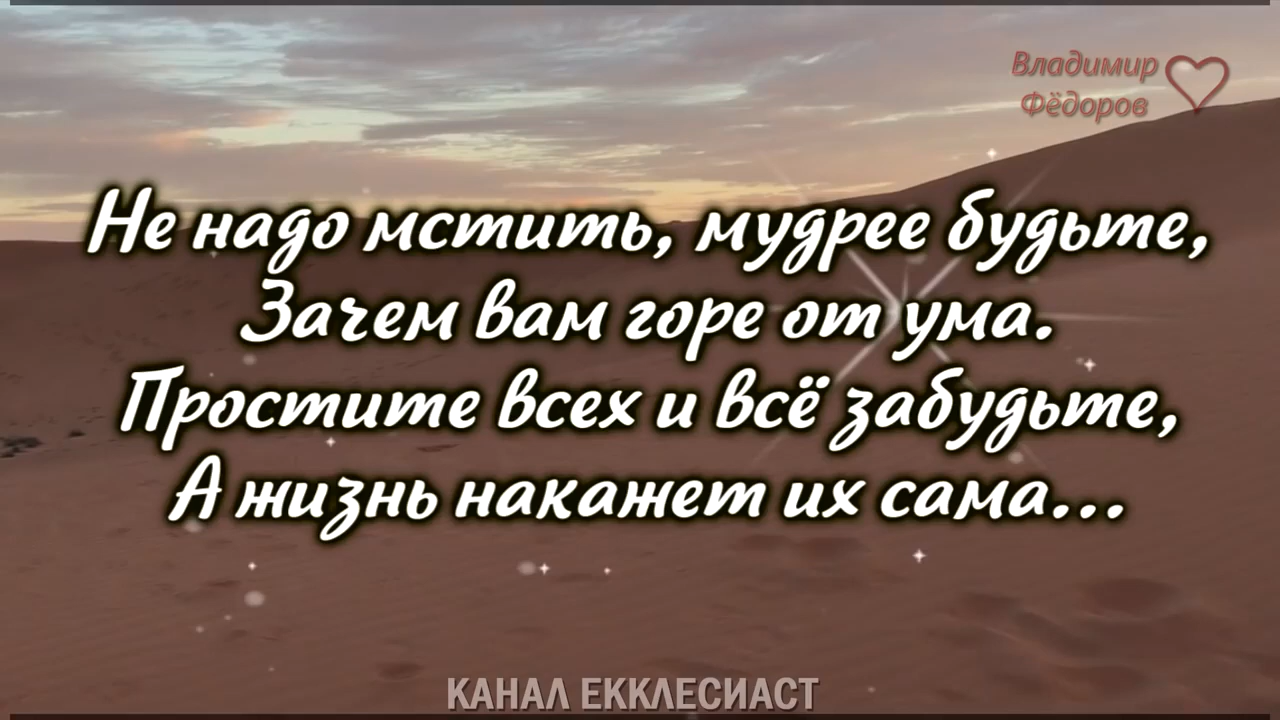 Владимир
Фёдоров
Не надо мстить, мудрее будьте,
Зачем вам горе от ума.
Простите всех и всё забудьте,
А жизнь накажет их сама...
КАНАЛ ЕККЛЕСИАСТ